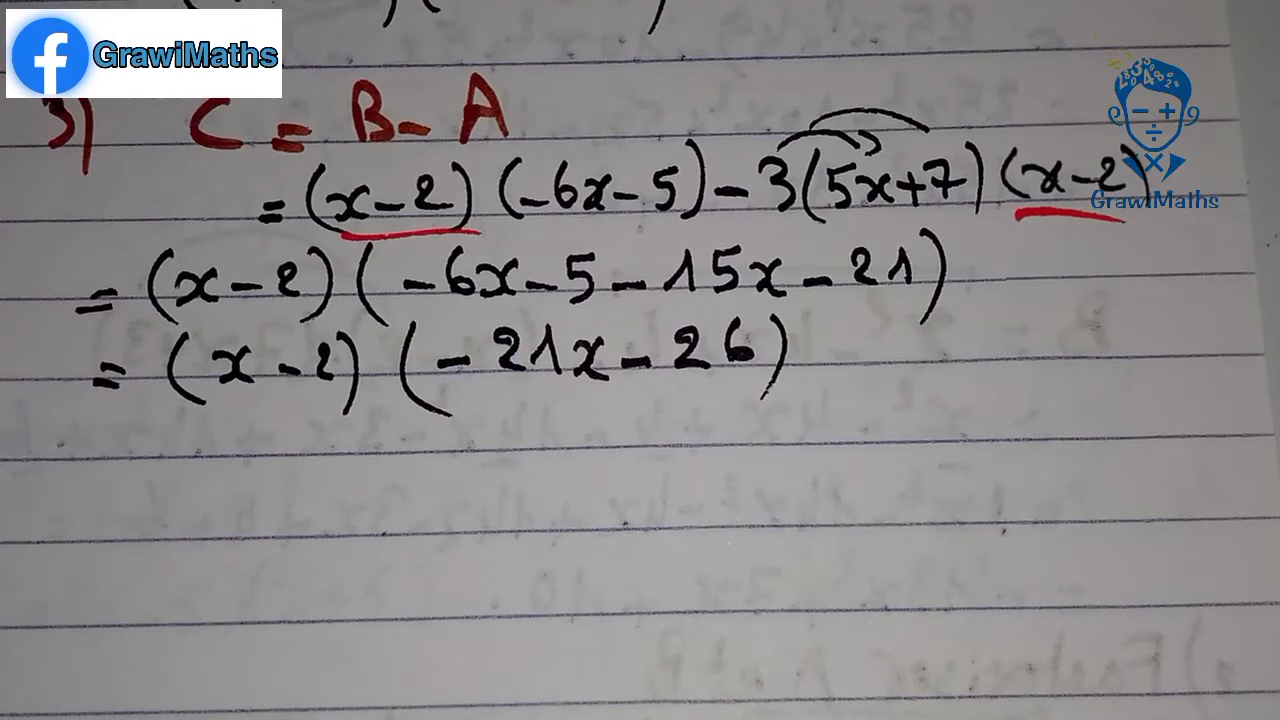 GrawiMaths
3) C = B - A
= (x - 2) (-6x - 5) - 3(5x + 7) (x - 2)
GrawiMaths
= (x - 2) (-6x - 5 - 15x - 21)
= (x - 2) (-21x - 26)